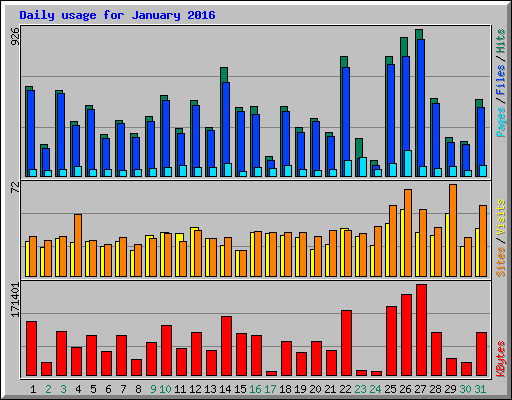 Daily usage for January 2016
926
Pages / Files / Hits
72
Sites / Visits
171401
KBytes
1 2 3 4 5 6 7 8 9 10 11 12 13 14 15 16 17 18 19 20 21 22 23 24 25 26 27 28 29 30 31